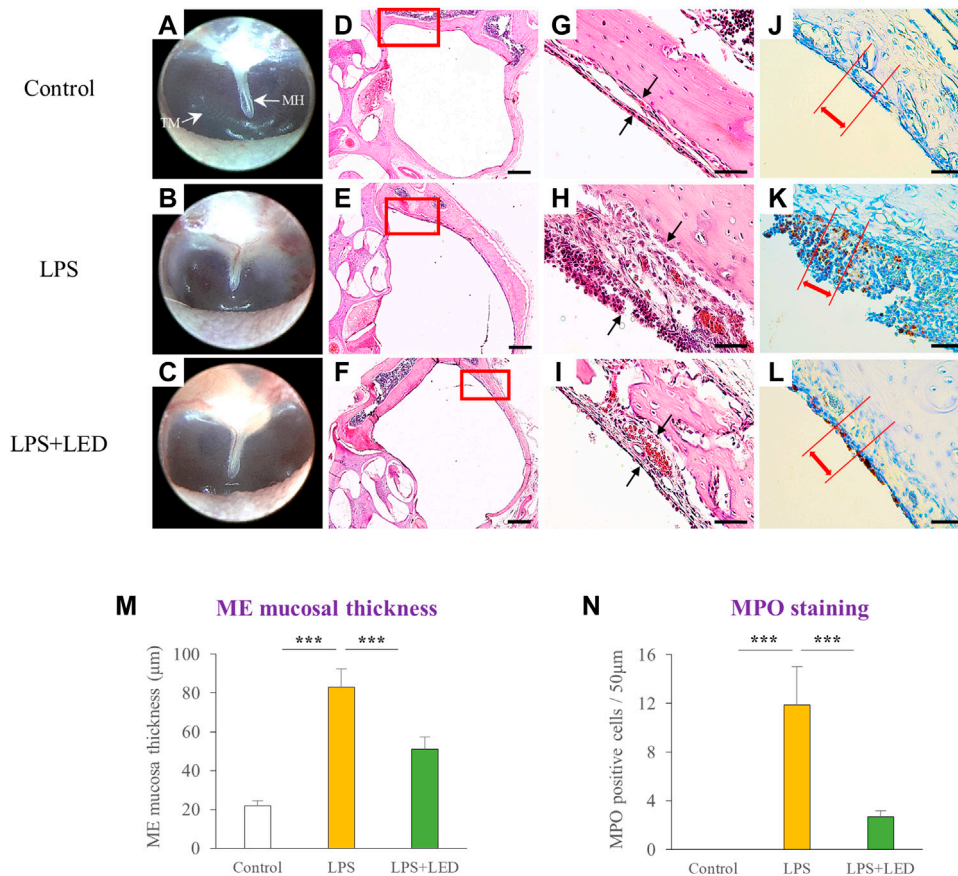 A D G J
Control
TM MH
B E H K
LPS
C F I L
LPS+LED
M ME mucosal thickness
*** ***
ME mucosa thickness (µm)
100
80
60
40
20
0
Control LPS LPS+LED
N MPO staining
*** ***
MPO positive cells / 50µm
16
12
8
4
0
Control LPS LPS+LED